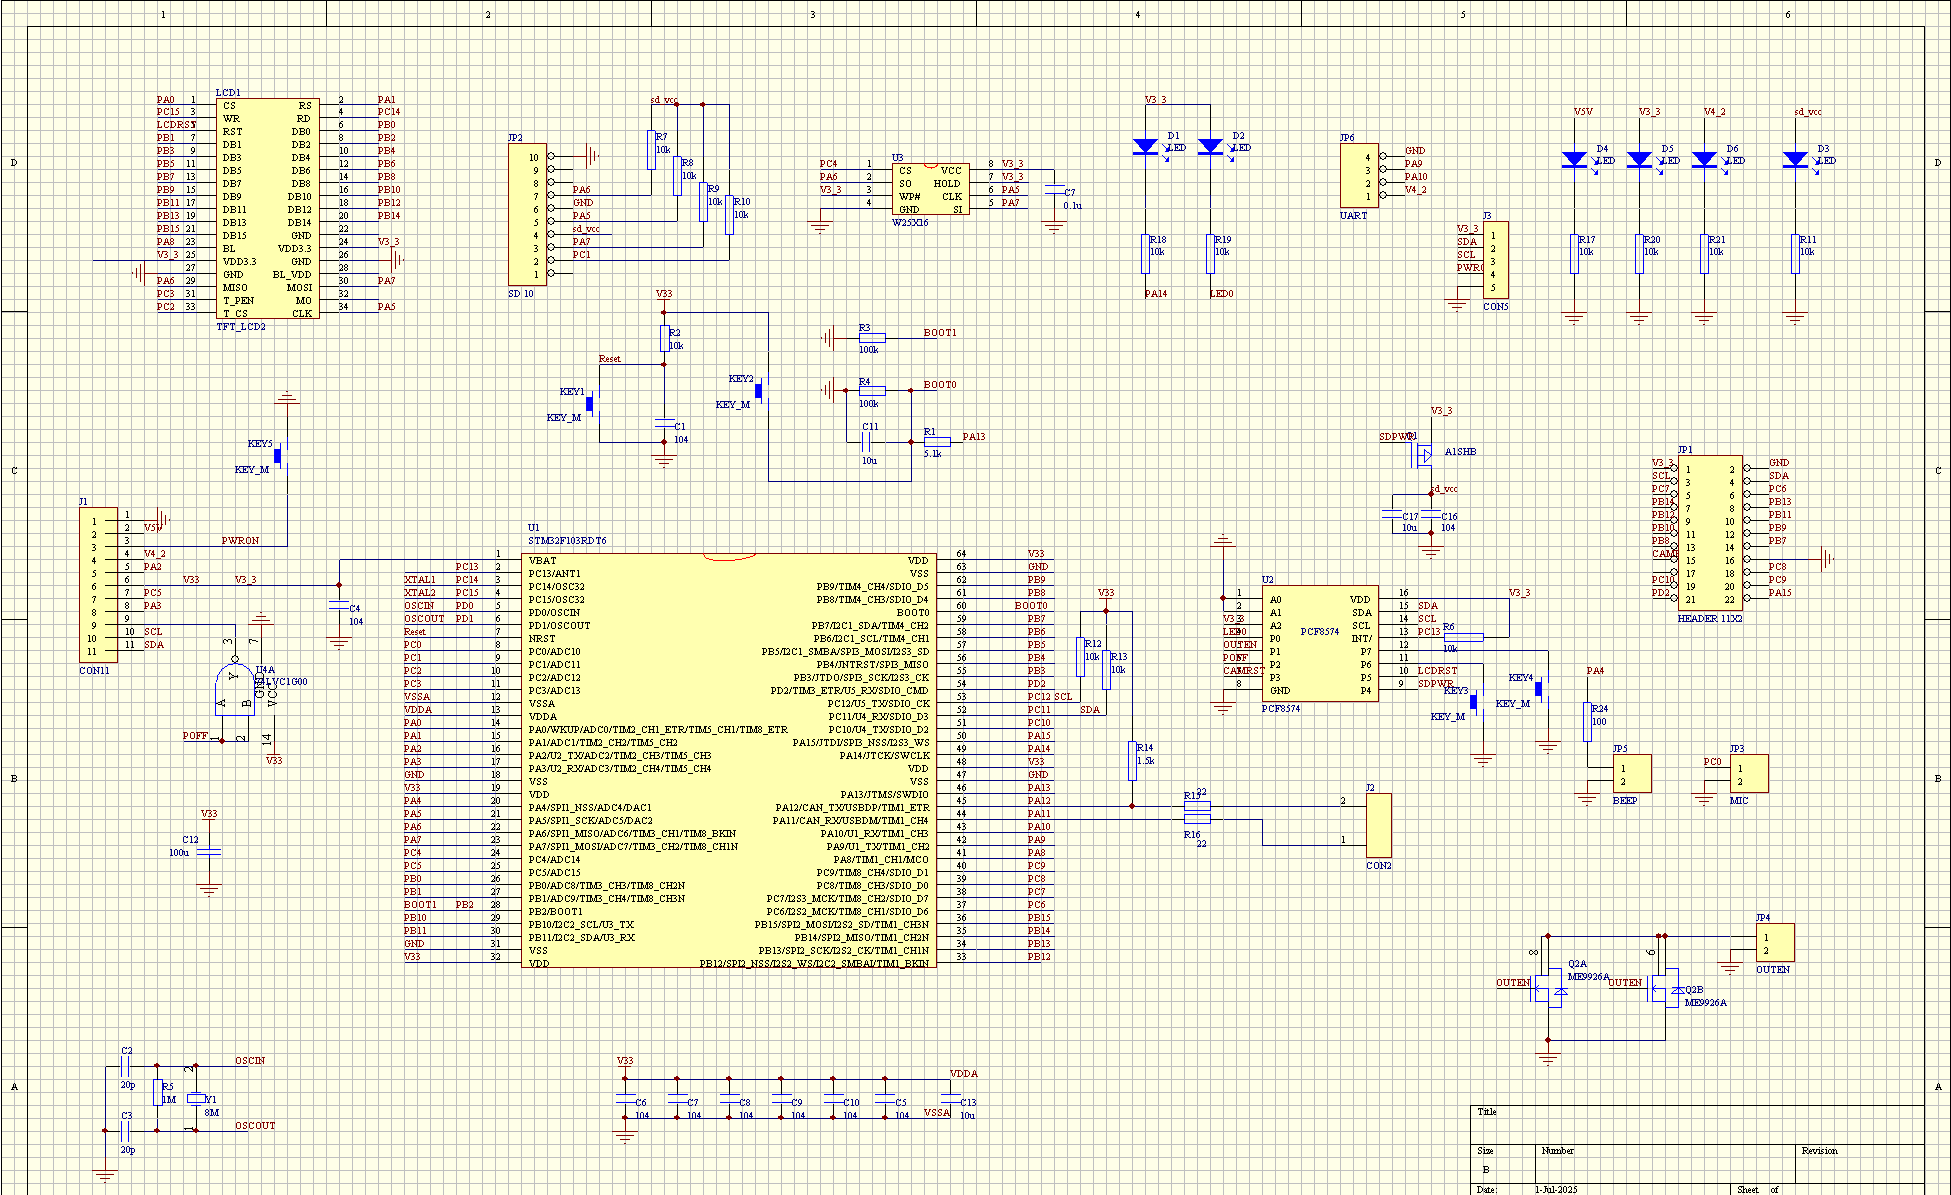 1 2 3 4 5 6
D
C
B
A
D
C
B
A
LCD1
PA0 1 CS RS 2 PA1
PC15 3 WR RD 4 PC14
LCDRST RST DB0 6 PB0
PB1 7 DB1 DB2 8 PB2
PB3 9 DB3 DB4 10 PB4
PB5 11 DB5 DB6 12 PB6
PB7 13 DB7 DB8 14 PB8
PB9 15 DB9 DB10 16 PB10
PB11 17 DB11 DB12 18 PB12
PB13 19 DB13 DB14 20 PB14
PB15 21 DB15 GND 22
PA8 23 BL VDD3.3 24 V3_3
V3_3 25 VDD3.3 GND 26
27 GND BL_VDD 28
PA6 29 MISO MOSI 30 PA7
PC3 31 T_PEN MO 32
PC2 33 T_CS CLK 34 PA5
TFT_LCD2
JP2
10
9
8
7 PA6
6 GND
5 PA5
4 sd_vcc
3 PA7
2 PC1
1
SD 10
sd_vcc
R7
10k
R8
10k
R9
10k
R10
10k
U3
PC4 1 CS VCC 8 V3_3
PA6 2 SO HOLD 7 V3_3
V3_3 3 WP# CLK 6 PA5
4 GND SI 5 PA7
W25X16
C7
0.1u
V3_3
D1
LED
D2
LED
R18
10k
R19
10k
PA14
LED0
JP6
4 GND
3 PA9
2 PA10
1 V4_2
UART
J3
V3_3 1
SDA 2
SCL 3
PWRO 4
5
CON5
V5V V3_3 V4_2 sd_vcc
D4
LED
D5
LED
D6
LED
D3
LED
R17
10k
R20
10k
R21
10k
R11
10k
V33
R2
10k
Reset
KEY1
KEY_M
C1
104
KEY2
KEY_M
R3
100k
BOOT1
R4
100k
BOOT0
C11
10u
R1
5.1k
PA13
KEY5
KEY_M
J1
1 1
2 2 V5V
3 3 PWRON
4 4 V4_2
5 5 PA2
6 6 V33 V3_3
7 7 PC5
8 8 PA3
9 9
10 10 SCL
11 11 SDA
CON11
C4
104
U4A
Y
A
B
GND
VCC
3
7
1
2
14
POFF
V33
V33
C12
100u
U1
STM32F103RDT6
1 VBAT VDD 64 V33
PC13 2 PC13/ANT1 VSS 63 GND
XTAL1 PC14 3 PC14/OSC32 PB9/TIM4_CH4/SDIO_D5 62 PB9
XTAL2 PC15 4 PC15/OSC32 PB8/TIM4_CH3/SDIO_D4 61 PB8
OSCIN PD0 5 PD0/OSCIN BOOT0 60 BOOT0
OSCOUT PD1 6 PD1/OSCOUT PB7/I2C1_SDA/TIM4_CH2 59 PB7
Reset 7 NRST PB6/I2C1_SCL/TIM4_CH1 58 PB6
PC0 8 PC0/ADC10 PB5/I2C1_SMBA/SPI3_MOSI/I2S3_SD 57 PB5
PC1 9 PC1/ADC11 PB4/JNTRST/SPI3_MISO 56 PB4
PC2 10 PC2/ADC12 PB3/JTDO/SPI3_SCK/I2S3_CK 55 PB3
PC3 11 PC3/ADC13 PD2/TIM3_ETR/U5_RX/SDIO_CMD 54 PD2
VSSA 12 VSSA PC12/U5_TX/SDIO_CK 53 PC12 SCL
VDDA 13 VDDA PC11/U4_RX/SDIO_D3 52 PC11 SDA
PA0 14 PA0/WKUP/ADC0/TIM2_CH1_ETR/TIM5_CH1/TIM8_ETR PC10/U4_TX/SDIO_D2 51 PC10
PA1 15 PA1/ADC1/TIM2_CH2/TIM5_CH2 PA15/JTDI/SPI3_NSS/I2S3_WS 50 PA15
PA2 16 PA2/U2_TX/ADC2/TIM2_CH3/TIM5_CH3 PA14/JTCK/SWCLK 49 PA14
PA3 17 PA3/U2_RX/ADC3/TIM2_CH4/TIM5_CH4 VDD 48 V33
GND 18 VSS VSS 47 GND
V33 19 VDD PA13/JTMS/SWDIO 46 PA13
PA4 20 PA4/SPI1_NSS/ADC4/DAC1 PA12/CAN_TX/USBDP/TIM1_ETR 45 PA12
PA5 21 PA5/SPI1_SCK/ADC5/DAC2 PA11/CAN_RX/USBDM/TIM1_CH4 44 PA11
PA6 22 PA6/SPI1_MISO/ADC6/TIM3_CH1/TIM8_BKIN PA10/U1_RX/TIM1_CH3 43 PA10
PA7 23 PA7/SPI1_MOSI/ADC7/TIM3_CH2/TIM8_CH1N PA9/U1_TX/TIM1_CH2 42 PA9
PC4 24 PC4/ADC14 PA8/TIM1_CH1/MCO 41 PA8
PC5 25 PC5/ADC15 PC9/TIM8_CH4/SDIO_D1 40 PC9
PB0 26 PB0/ADC8/TIM3_CH3/TIM8_CH2N PC8/TIM8_CH3/SDIO_D0 39 PC8
PB1 27 PB1/ADC9/TIM3_CH4/TIM8_CH3N PC7/I2S3_MCK/TIM8_CH2/SDIO_D7 38 PC7
BOOT1 PB2 28 PB2/BOOT1 PC6/I2S2_MCK/TIM8_CH1/SDIO_D6 37 PC6
PB10 29 PB10/I2C2_SCL/U3_TX PB15/SPI2_MOSI/I2S2_SD/TIM1_CH3N 36 PB15
PB11 30 PB11/I2C2_SDA/U3_RX PB14/SPI2_MISO/TIM1_CH2N 35 PB14
GND 31 VSS PB13/SPI2_SCK/I2S2_CK/TIM1_CH1N 34 PB13
V33 32 VDD PB12/SPI2_NSS/I2S2_WS/I2C2_SMBAI/TIM1_BKIN 33 PB12
V33
R12
10k
R13
10k
R14
1.5k
R15
22
R16
22
J2
2
1
CON2
U2
1 A0 VDD 16 V3_3
2 A1 SDA 15 SDA
V3_3 A2 SCL 14 SCL
P0 INT/ 13 PC13
OUTEN P1 P7 12
P2 P6 11
CAMRST P3 P5 10 LCDRST
8 GND P4 9 SDPWR
PCF8574
PCF8574
R6
10k
KEY3
KEY_M
KEY4
KEY_M
V3_3
SDPWR
A1SHB
sd_vcc
C17
10u
C16
104
JP1
V3_3 1 2 GND
SCL 3 4 SDA
PC7 5 6 PC6
PB14 7 8 PB13
PB12 9 10 PB11
PB10 11 12 PB9
PB8 13 14 PB7
15 16
17 18 PC8
PC10 19 20 PC9
PD2 21 22 PA15
HEADER 11X2
PA4
R24
100
JP5
1
2
BEEP
JP3
PC0 1
2
MIC
JP4
1
2
OUTEN
8
OUTEN
Q2A
ME9926A
6
OUTEN
Q2B
ME9926A
C2
20p
R5
1M
2
Y1
8M
1
C3
20p
OSCIN
OSCOUT
V33
VDDA
C6
104
C7
104
C8
104
C9
104
C10
104
C5
104
VSSA
C13
10u
Title
Size Number Revision
B
Date: 1-Jul-2025 Sheet of